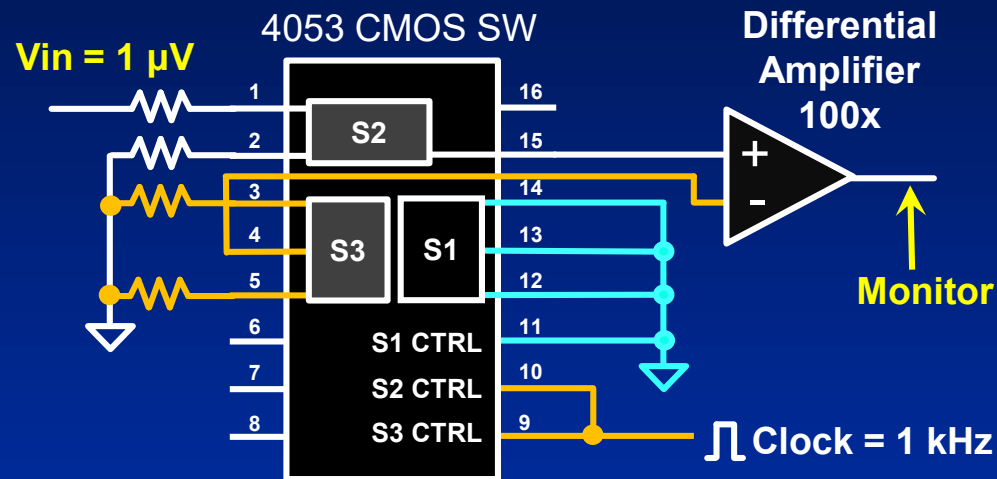 4053 CMOS SW
Differential
Amplifier
100x
Vin = 1 µV
1
16
S2
2
15
+
3
14
-
4
S3
S1
13
5
12
Monitor
6
S1 CTRL
11
7
S2 CTRL
10
8
S3 CTRL
9
Clock = 1 kHz